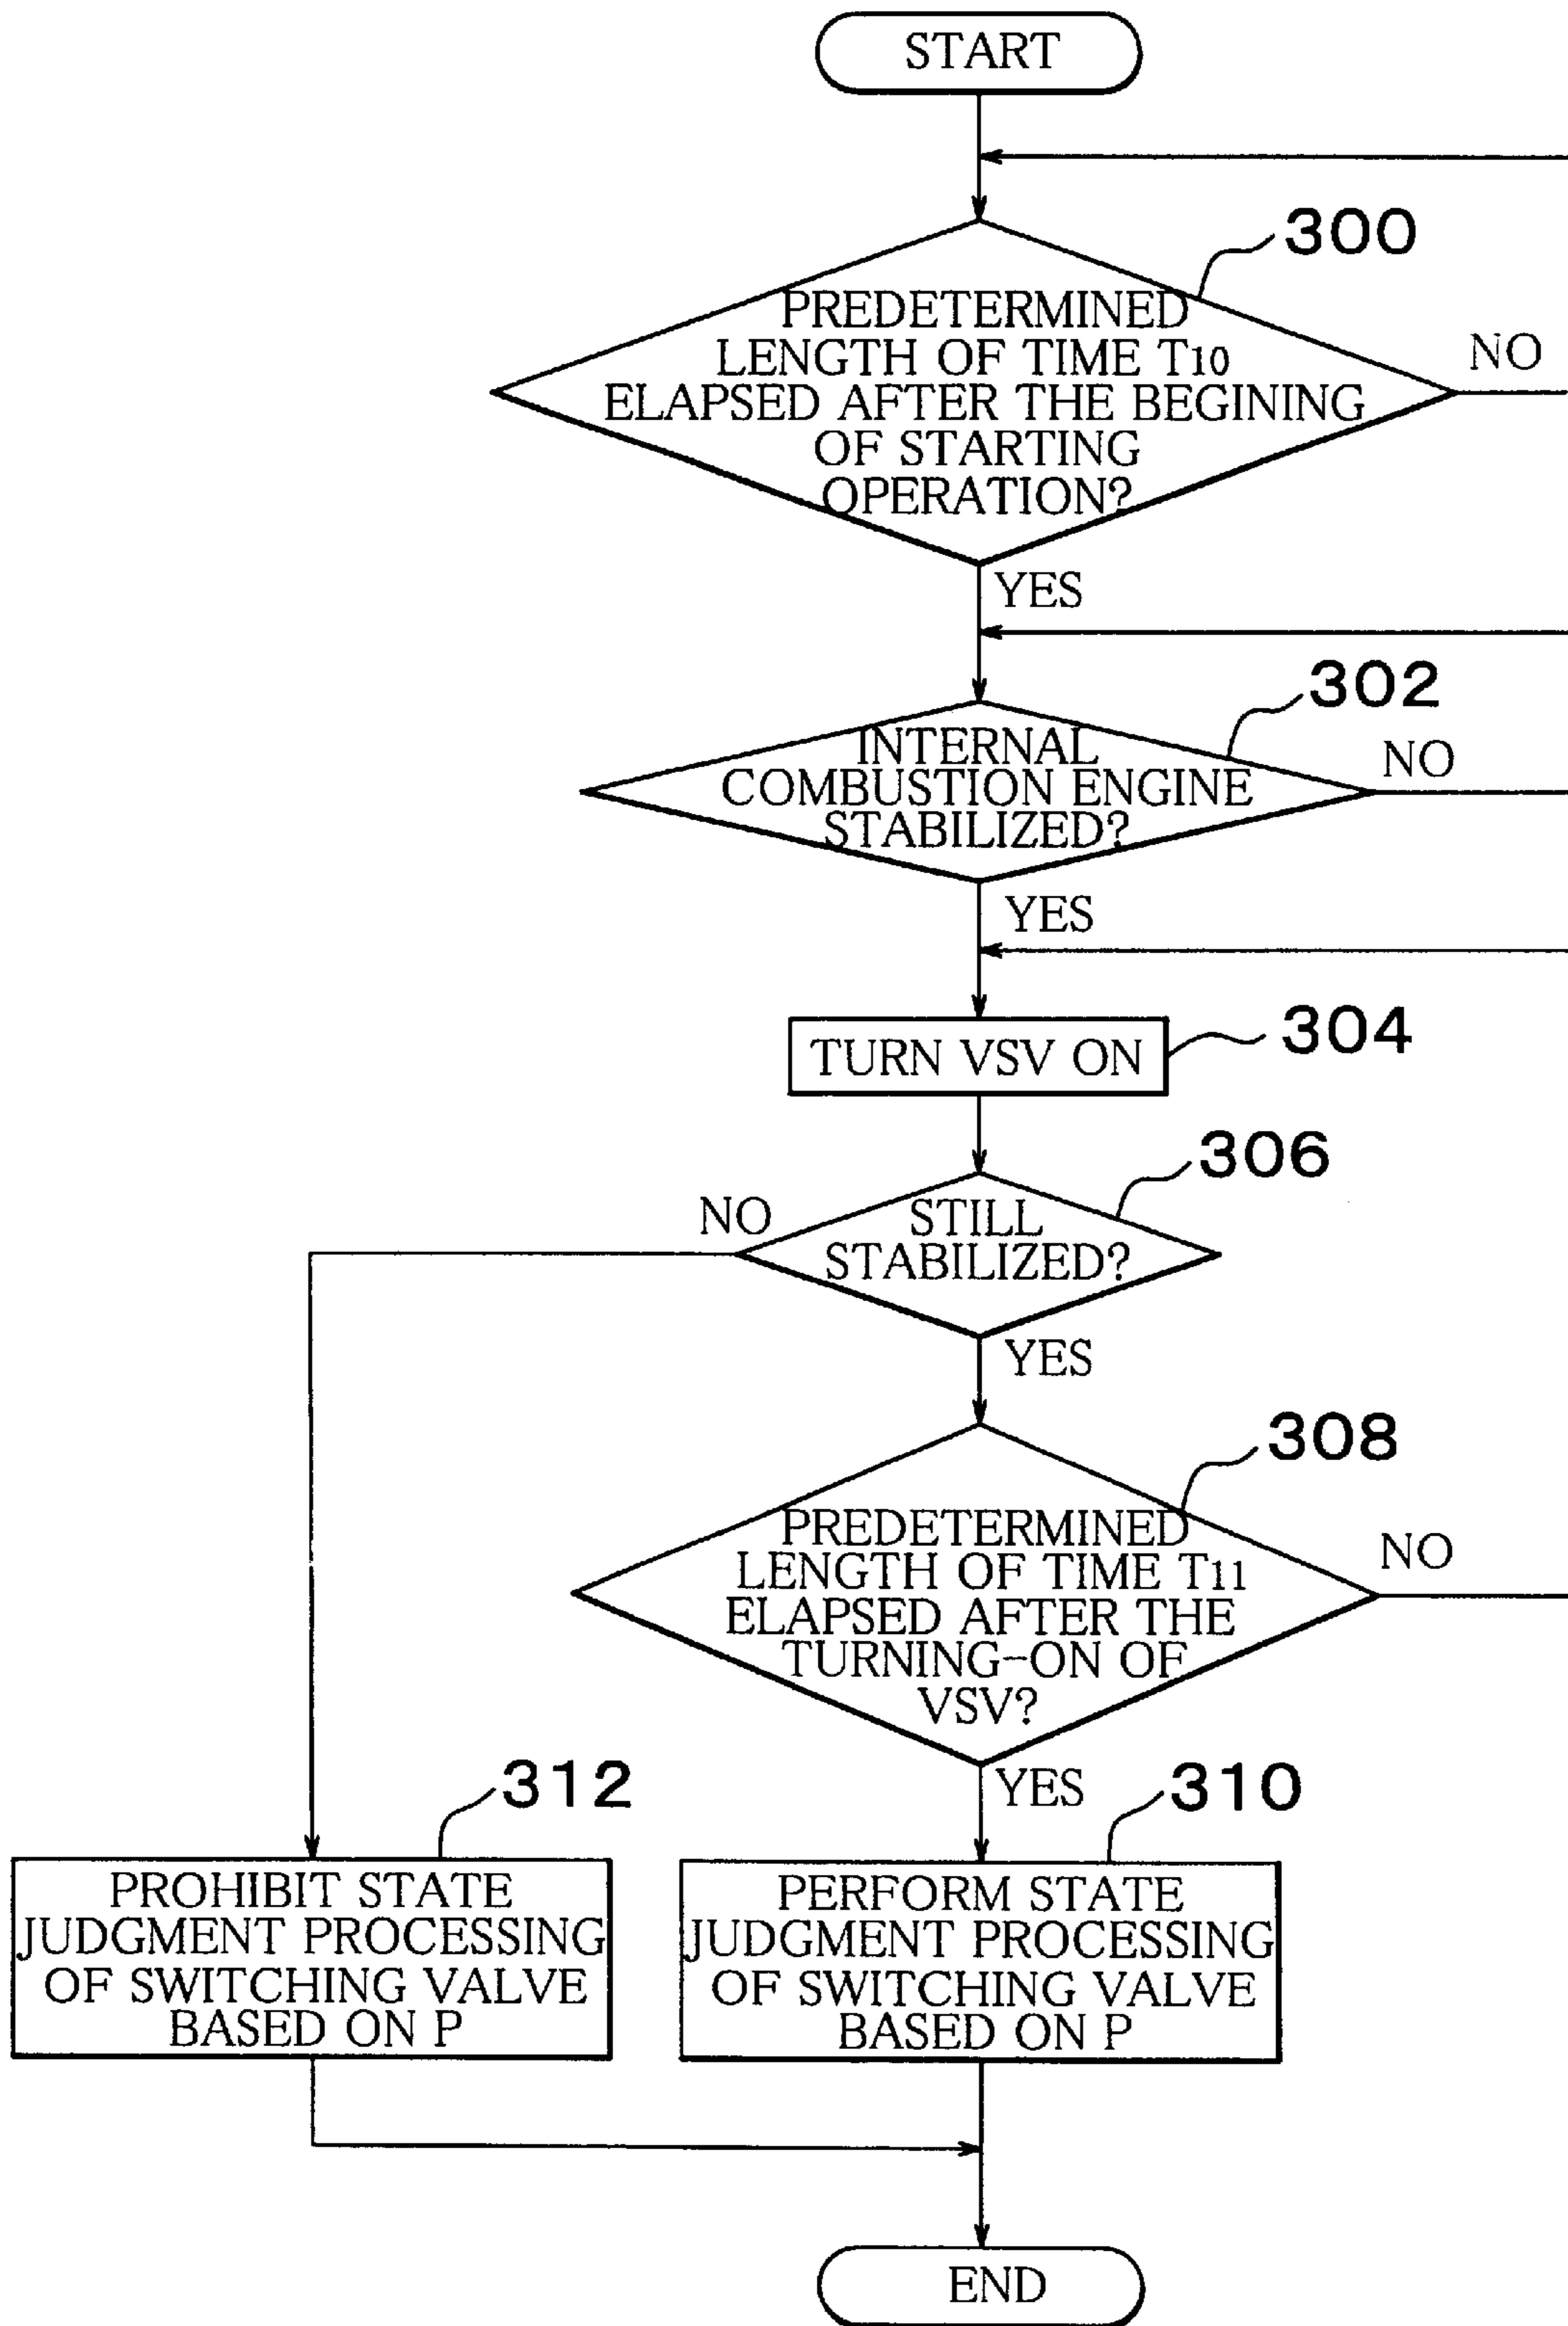 START
300
PREDETERMINED
LENGTH OF TIME T10
ELAPSED AFTER THE BEGINING
OF STARTING
OPERATION?
NO
YES
302
INTERNAL
COMBUSTION ENGINE
STABILIZED?
NO
YES
TURN VSV ON
304
306
STILL
STABILIZED?
NO
YES
308
PREDETERMINED
LENGTH OF TIME T11
ELAPSED AFTER THE
TURNING-ON OF
VSV?
NO
YES
312
PROHIBIT STATE
JUDGMENT PROCESSING
OF SWITCHING VALVE
BASED ON P
310
PERFORM STATE
JUDGMENT PROCESSING
OF SWITCHING VALVE
BASED ON P
END